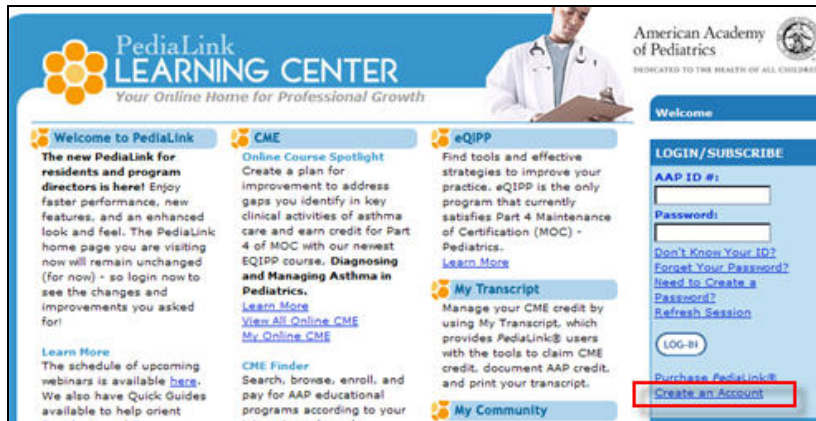 PediaLink
LEARNING CENTER
Your Online Home for Professional Growth
American Academy
of Pediatrics
DEDICATED TO THE HEALTH OF ALL CHILDREN
Welcome to PediaLink
The new PediaLink for
residents and program
directors is here! Enjoy
faster performance, new
features, and an enhanced
look and feel. The PediaLink
home page you are visiting
now will remain unchanged
(for now) - so login now to
see the changes and
improvements you asked
for!
Learn More
The schedule of upcoming
webinars is available here.
We also have Quick Guides
available to help orient
CME
Online Course Spotlight
Create a plan for
improvement to address
gaps you identify in key
clinical activities of asthma
care and earn credit for Part
4 of MOC with our newest
EQIPP course, Diagnosing
and Managing Asthma in
Pediatrics.
Learn More
View All Online CME
My Online CME
CME Finder
Search, browse, enroll, and
pay for AAP educational
programs according to your
eQIPP
Find tools and effective
strategies to improve your
practice. eQIPP is the only
program that currently
satisfies Part 4 Maintenance
of Certification (MOC) -
Pediatrics.
Learn More
My Transcript
Manage your CME credit by
using My Transcript, which
provides PediaLink® users
with the tools to claim CME
credit, document AAP credit,
and print your transcript.
My Community
Welcome
LOGIN/SUBSCRIBE
AAP ID #:
Password:
Don't Know Your ID?
Forget Your Password?
Need to Create a
Password?
Refresh Session
LOG-IN
Purchase PediaLink®
Create an Account